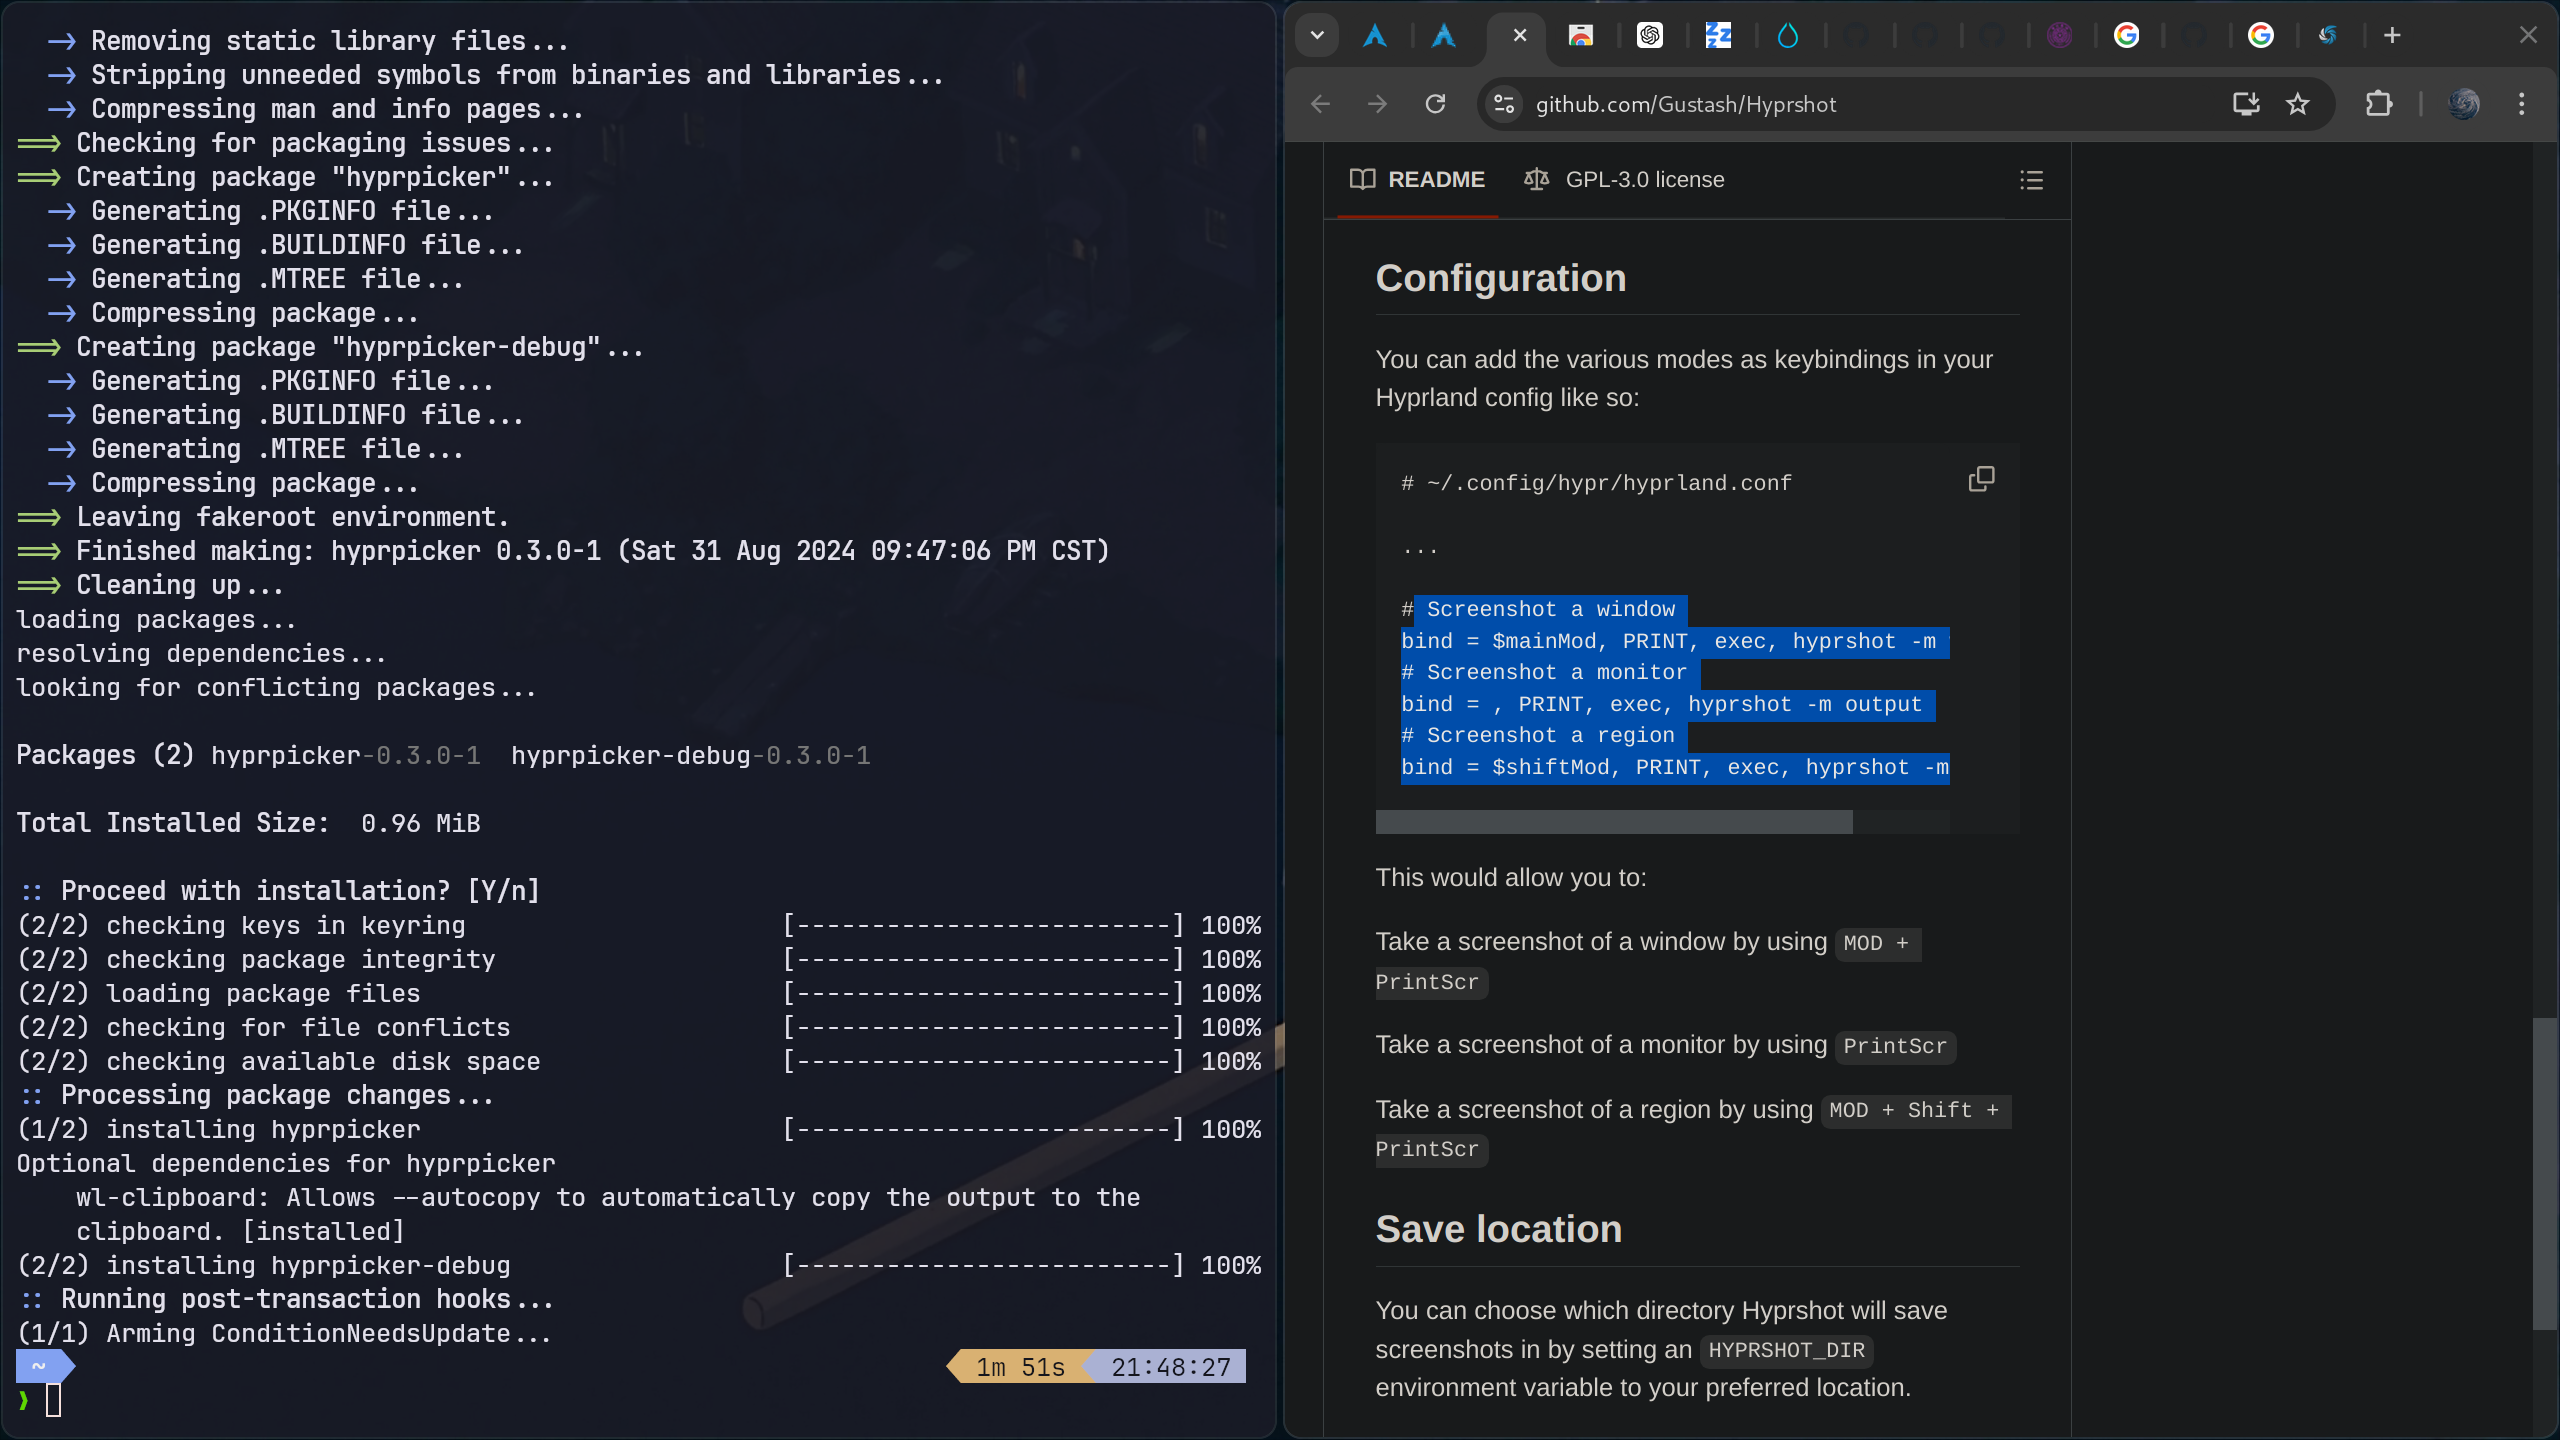 -> Removing static library files...
-> Stripping unneeded symbols from binaries and libraries...
-> Compressing man and info pages...
==> Checking for packaging issues...
==> Creating package "hyprpicker"...
-> Generating .PKGINFO file...
-> Generating .BUILDINFO file...
-> Generating .MTREE file...
-> Compressing package...
==> Creating package "hyprpicker-debug"...
-> Generating .PKGINFO file...
-> Generating .BUILDINFO file...
-> Generating .MTREE file...
-> Compressing package...
==> Leaving fakeroot environment.
==> Finished making: hyprpicker 0.3.0-1 (Sat 31 Aug 2024 09:47:06 PM CST)
==> Cleaning up...
loading packages...
resolving dependencies...
looking for conflicting packages...
Packages (2) hyprpicker-0.3.0-1  hyprpicker-debug-0.3.0-1
Total Installed Size:  0.96 MiB
:: Proceed with installation? [Y/n]
(2/2) checking keys in keyring [-------------------------] 100%
(2/2) checking package integrity [-------------------------] 100%
(2/2) loading package files [-------------------------] 100%
(2/2) checking for file conflicts [-------------------------] 100%
(2/2) checking available disk space [-------------------------] 100%
:: Processing package changes...
(1/2) installing hyprpicker [-------------------------] 100%
Optional dependencies for hyprpicker
wl-clipboard: Allows --autocopy to automatically copy the output to the
clipboard. [installed]
(2/2) installing hyprpicker-debug [-------------------------] 100%
:: Running post-transaction hooks...
(1/1) Arming ConditionNeedsUpdate...
~ 1m 51s 21:48:27
❯
github.com/Gustash/Hyprshot
README GPL-3.0 license
Configuration
You can add the various modes as keybindings in your
Hyprland config like so:
# ~/.config/hypr/hyprland.conf
...
# Screenshot a window
bind = $mainMod, PRINT, exec, hyprshot -m
# Screenshot a monitor
bind = , PRINT, exec, hyprshot -m output
# Screenshot a region
bind = $shiftMod, PRINT, exec, hyprshot -m
This would allow you to:
Take a screenshot of a window by using MOD +
PrintScr
Take a screenshot of a monitor by using PrintScr
Take a screenshot of a region by using MOD + Shift +
PrintScr
Save location
You can choose which directory Hyprshot will save
screenshots in by setting an HYPRSHOT_DIR
environment variable to your preferred location.